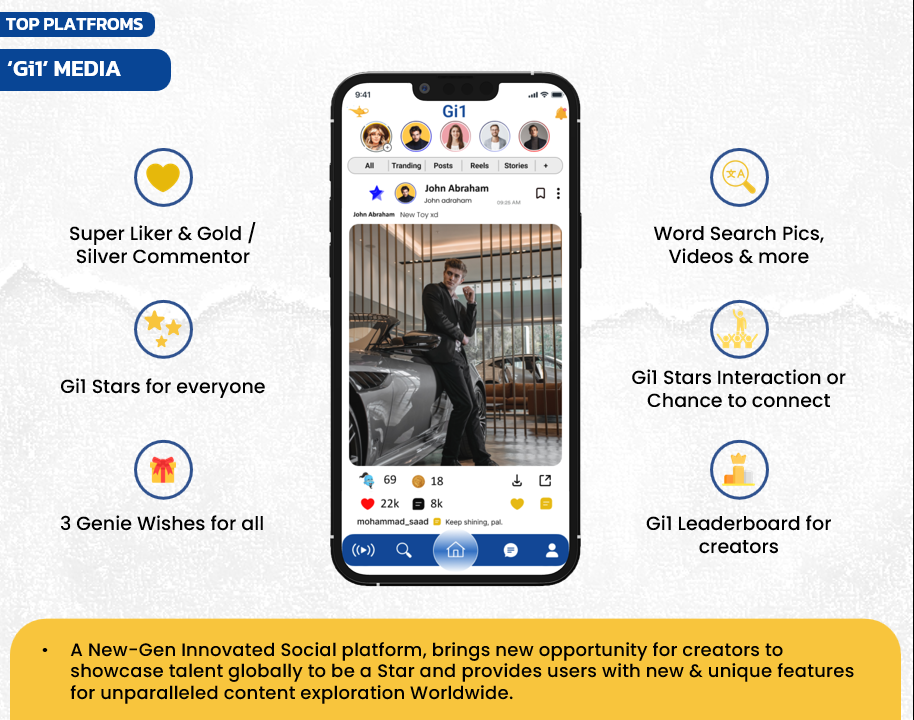 TOP PLATFROMS
‘Gi1’ MEDIA
Super Liker & Gold /
Silver Commentor
Gi1 Stars for everyone
3 Genie Wishes for all
9:41
Gi1
All Tranding Posts Reels Stories +
John Abraham
John adraham
09:26 AM
John Abraham New Toy xd
69 18
22k 8k
mohammad_saad Keep shining, pal.
Word Search Pics,
Videos & more
Gi1 Stars Interaction or
Chance to connect
Gi1 Leaderboard for
creators
• A New-Gen Innovated Social platform, brings new opportunity for creators to
showcase talent globally to be a Star and provides users with new & unique features
for unparalleled content exploration Worldwide.